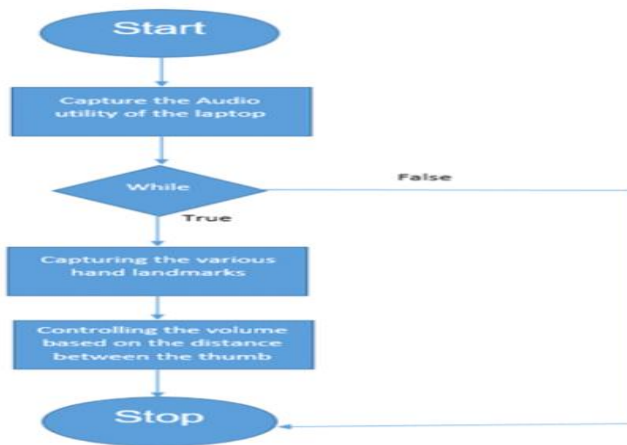 Start
Capture the Audio
utility of the laptop
While
False
True
Capturing the various
hand landmarks
Controlling the volume
based on the distance
between the thumb
Stop